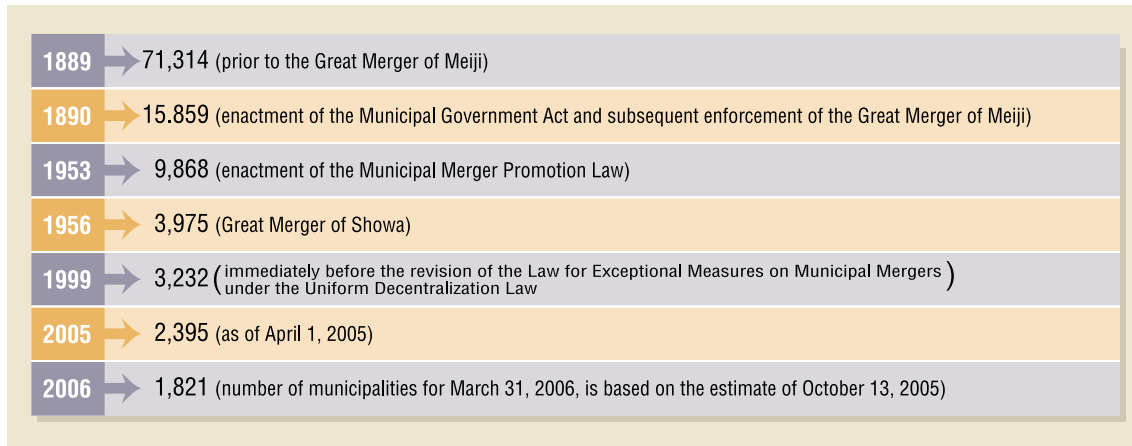 1889 71,314 (prior to the Great Merger of Meiji)
1890 15.859 (enactment of the Municipal Government Act and subsequent enforcement of the Great Merger of Meiji)
1953 9,868 (enactment of the Municipal Merger Promotion Law)
1956 3,975 (Great Merger of Showa)
1999 3,232 (immediately before the revision of the Law for Exceptional Measures on Municipal Mergers
under the Uniform Decentralization Law)
2005 2,395 (as of April 1, 2005)
2006 1,821 (number of municipalities for March 31, 2006, is based on the estimate of October 13, 2005)